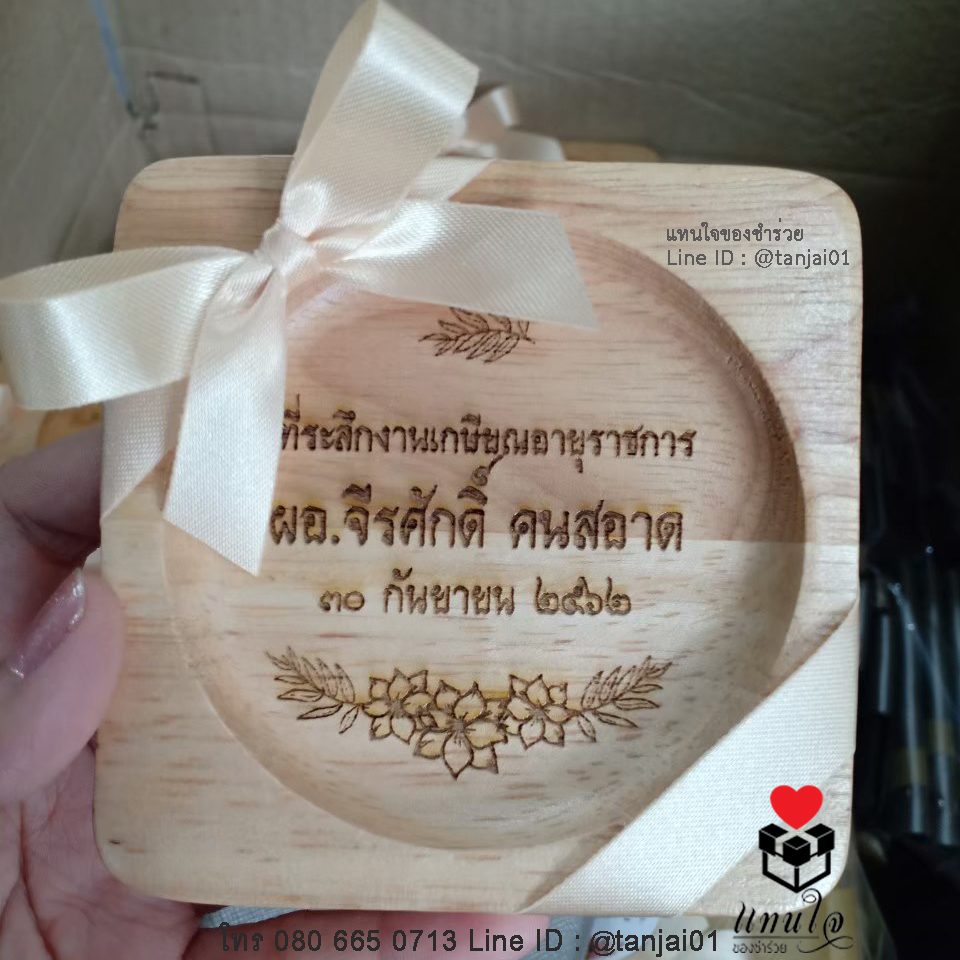 แทนใจของชำร่วย
Line ID : @tanjai01
ที่ระลึกงานเกษียณอายุราชการ
ผอ.จีรศักดิ์ คนสอาด
๓๐ กันยายน ๒๕๖๒
แทนใจ
ของชำร่วย
โทร 080 665 0713 Line ID : @tanjai01